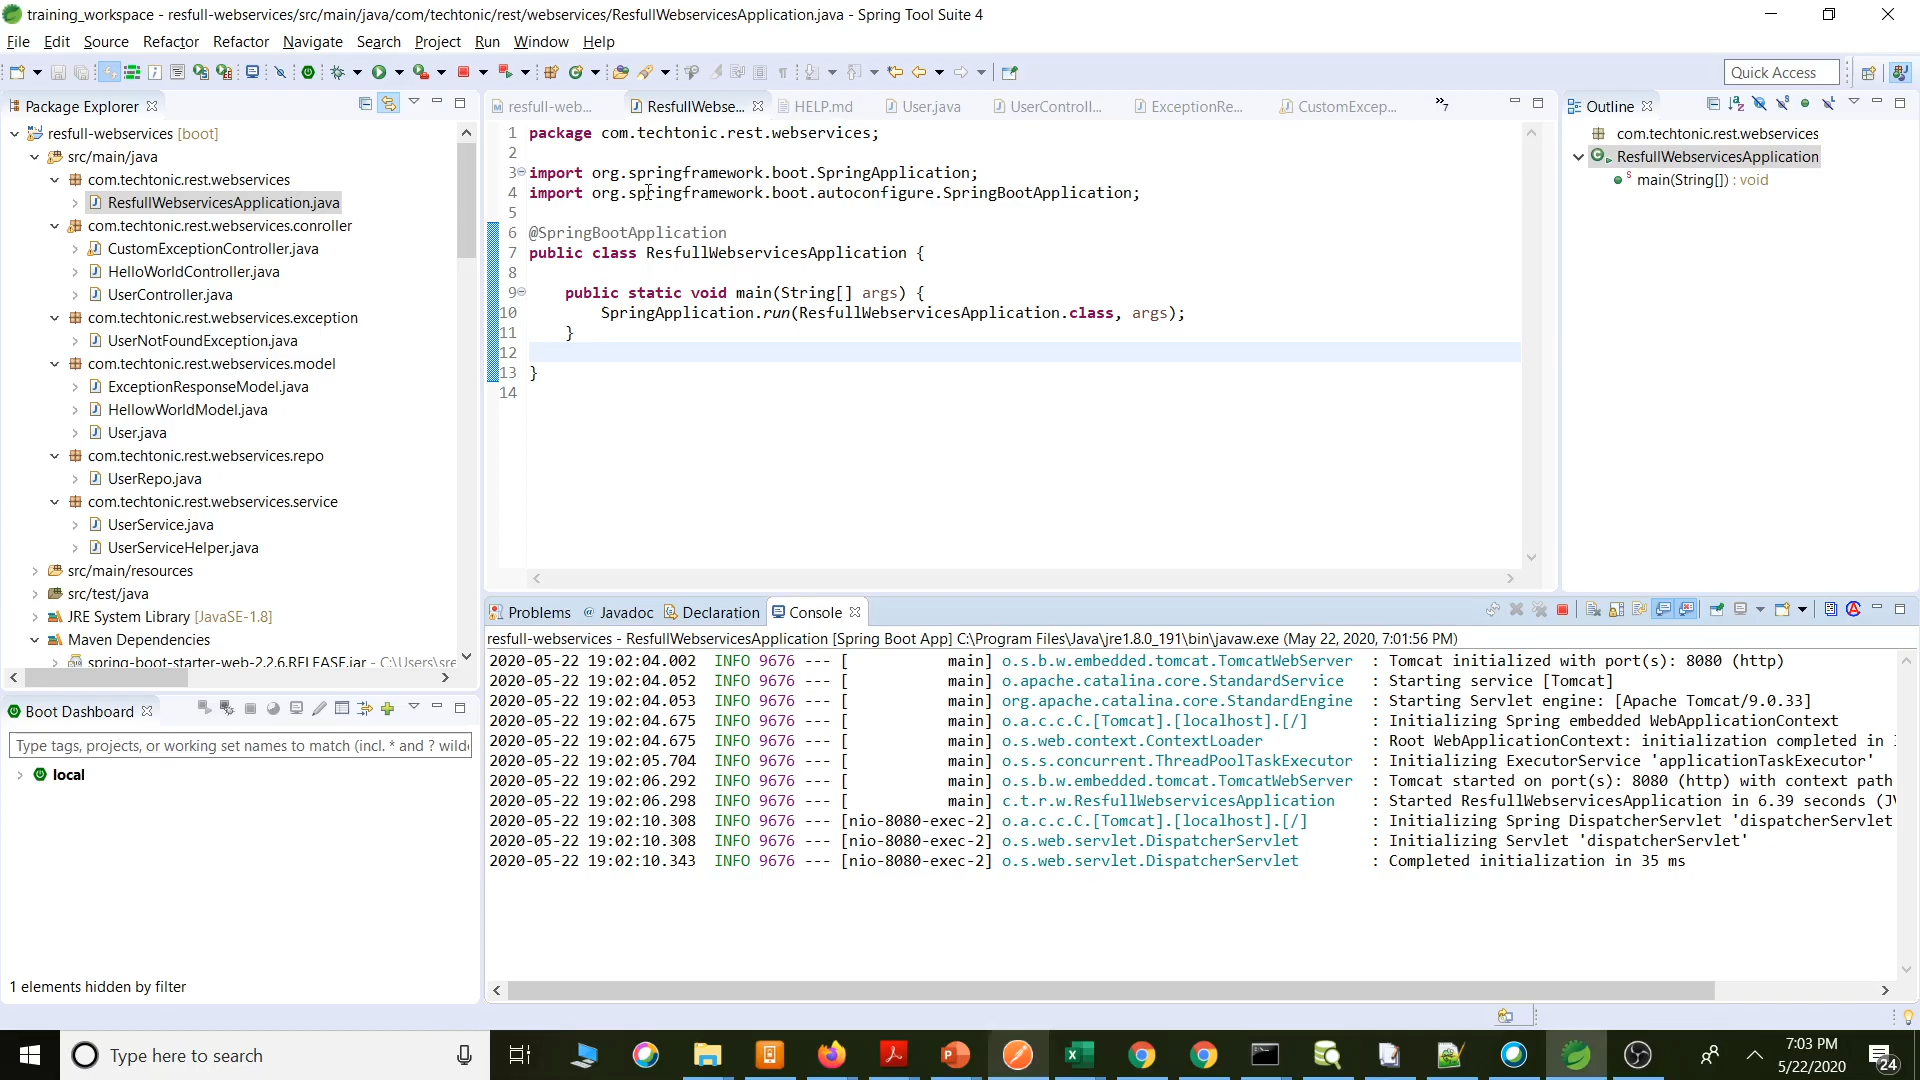 training_workspace - resfull-webservices/src/main/java/com/techtonic/rest/webservices/ResfullWebservicesApplication.java - Spring Tool Suite 4
File Edit Source Refactor Refactor Navigate Search Project Run Window Help
Quick Access
Package Explorer
resfull-webservices [boot]
src/main/java
com.techtonic.rest.webservices
ResfullWebservicesApplication.java
com.techtonic.rest.webservices.conroller
CustomExceptionController.java
HelloWorldController.java
UserController.java
com.techtonic.rest.webservices.exception
UserNotFoundException.java
com.techtonic.rest.webservices.model
ExceptionResponseModel.java
HellowWorldModel.java
User.java
com.techtonic.rest.webservices.repo
UserRepo.java
com.techtonic.rest.webservices.service
UserService.java
UserServiceHelper.java
src/main/resources
src/test/java
JRE System Library [JavaSE-1.8]
Maven Dependencies
spring-boot-starter-web-2.2.6.RELEASE.jar - C:\Users\sre
Boot Dashboard
Type tags, projects, or working set names to match (incl. * and ? wild
local
1 elements hidden by filter
resfull-web... ResfullWebse... HELP.md User.java UserControll... ExceptionRe... CustomExcep... »7
1 package com.techtonic.rest.webservices;
2
3 import org.springframework.boot.SpringApplication;
4 import org.springframework.boot.autoconfigure.SpringBootApplication;
5
6 @SpringBootApplication
7 public class ResfullWebservicesApplication {
8
9 public static void main(String[] args) {
10 SpringApplication.run(ResfullWebservicesApplication.class, args);
11 }
12
13 }
14
Outline
com.techtonic.rest.webservices
ResfullWebservicesApplication
main(String[]) : void
Problems @ Javadoc Declaration Console
resfull-webservices - ResfullWebservicesApplication [Spring Boot App] C:\Program Files\Java\jre1.8.0_191\bin\javaw.exe (May 22, 2020, 7:01:56 PM)
2020-05-22 19:02:04.002 INFO 9676 --- [ main] o.s.b.w.embedded.tomcat.TomcatWebServer : Tomcat initialized with port(s): 8080 (http)
2020-05-22 19:02:04.052 INFO 9676 --- [ main] o.apache.catalina.core.StandardService : Starting service [Tomcat]
2020-05-22 19:02:04.053 INFO 9676 --- [ main] org.apache.catalina.core.StandardEngine : Starting Servlet engine: [Apache Tomcat/9.0.33]
2020-05-22 19:02:04.675 INFO 9676 --- [ main] o.a.c.c.C.[Tomcat].[localhost].[/] : Initializing Spring embedded WebApplicationContext
2020-05-22 19:02:04.675 INFO 9676 --- [ main] o.s.web.context.ContextLoader : Root WebApplicationContext: initialization completed in
2020-05-22 19:02:05.704 INFO 9676 --- [ main] o.s.s.concurrent.ThreadPoolTaskExecutor : Initializing ExecutorService 'applicationTaskExecutor'
2020-05-22 19:02:06.292 INFO 9676 --- [ main] o.s.b.w.embedded.tomcat.TomcatWebServer : Tomcat started on port(s): 8080 (http) with context path
2020-05-22 19:02:06.298 INFO 9676 --- [ main] c.t.r.w.ResfullWebservicesApplication : Started ResfullWebservicesApplication in 6.39 seconds (J
2020-05-22 19:02:10.308 INFO 9676 --- [nio-8080-exec-2] o.a.c.c.C.[Tomcat].[localhost].[/] : Initializing Spring DispatcherServlet 'dispatcherServlet
2020-05-22 19:02:10.308 INFO 9676 --- [nio-8080-exec-2] o.s.web.servlet.DispatcherServlet : Initializing Servlet 'dispatcherServlet'
2020-05-22 19:02:10.343 INFO 9676 --- [nio-8080-exec-2] o.s.web.servlet.DispatcherServlet : Completed initialization in 35 ms
Type here to search
7:03 PM
5/22/2020
24